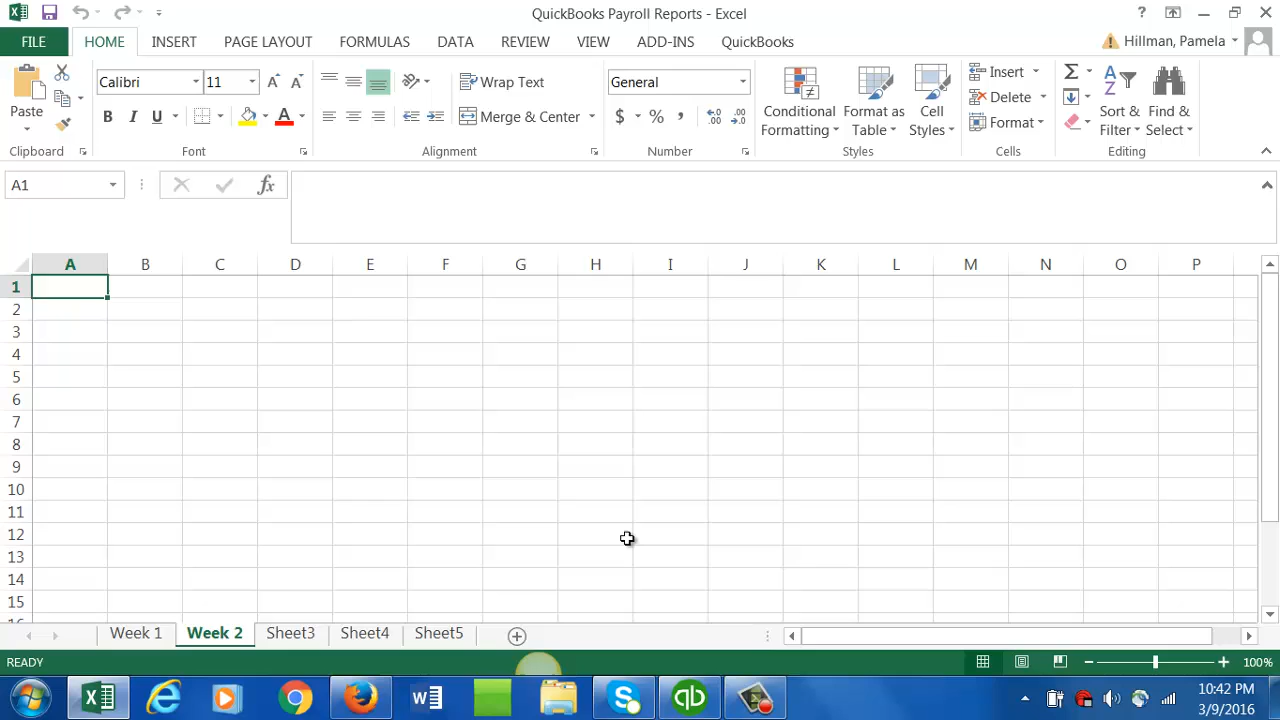 QuickBooks Payroll Reports - Excel
?
FILE HOME INSERT PAGE LAYOUT FORMULAS DATA REVIEW VIEW ADD-INS QuickBooks Hillman, Pamela
Paste
Calibri 11
B I U A
Wrap Text
Merge & Center
General
$ % ,
Conditional Formatting
Format as Table
Cell Styles
Insert
Delete
Format
Sort & Filter
Find & Select
Clipboard Font Alignment Number Styles Cells Editing
A1 fx
A B C D E F G H I J K L M N O P
1
2
3
4
5
6
7
8
9
10
11
12
13
14
15
Week 1 Week 2 Sheet3 Sheet4 Sheet5
READY 100%
10:42 PM
3/9/2016